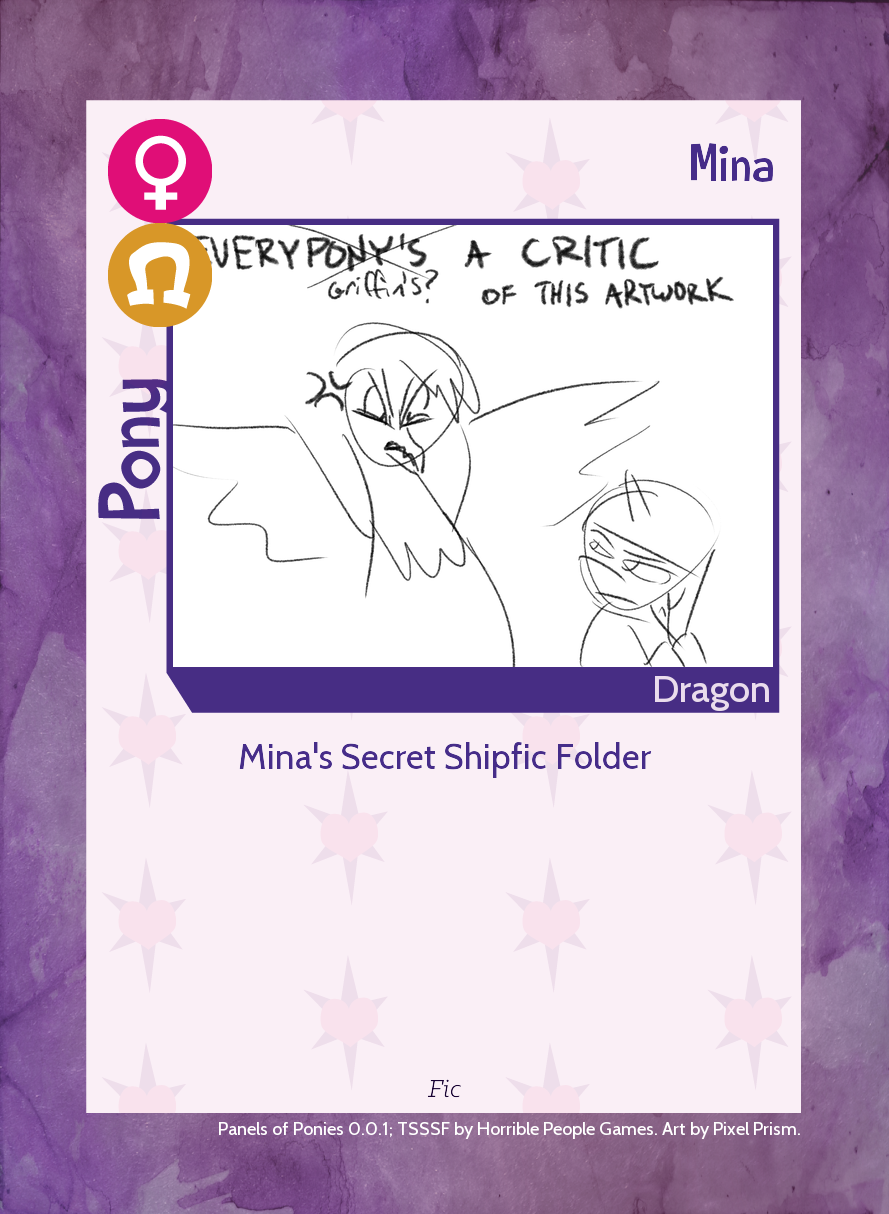 Mina
EVERYPONY'S A CRITIC
Griffin's? OF THIS ARTWORK
Pony
Dragon
Mina's Secret Shipfic Folder
Fic
Panels of Ponies 0.0.1; TSSSF by Horrible People Games. Art by Pixel Prism.